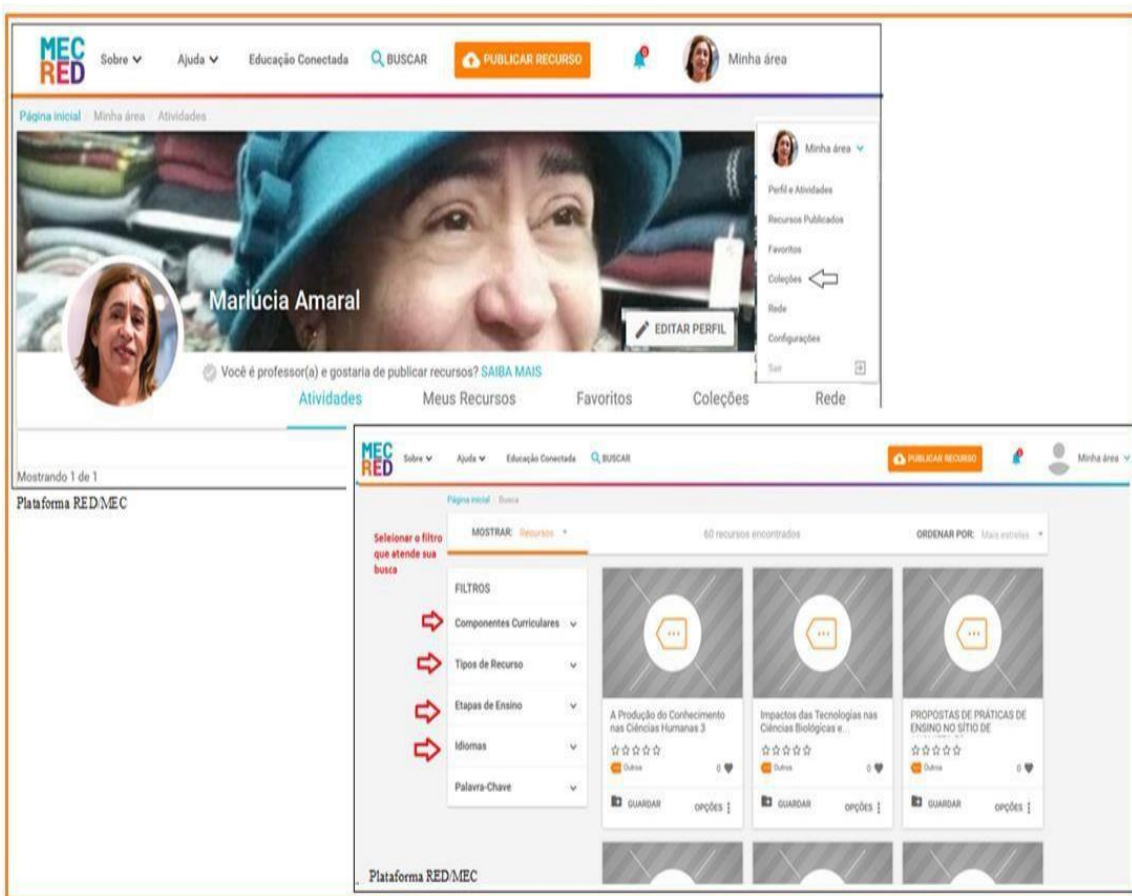 MEC
RED
Sobre
Ajuda
Educação Conectada
BUSCAR
PUBLICAR RECURSO
Minha área
Página inicial
Minha área
Atividades
Minha área
Perfil e Atividades
Recursos Publicados
Favoritos
Coleções
Rede
Configurações
Sair
Marlúcia Amaral
EDITAR PERFIL
Você é professor(a) e gostaria de publicar recursos? SAIBA MAIS
Atividades
Meus Recursos
Favoritos
Coleções
Rede
Mostrando 1 de 1
Plataforma RED/MEC
MEC
RED
Sobre
Ajuda
Educação Conectada
BUSCAR
PUBLICAR RECURSO
Minha área
Página inicial
Busca
Seleionar o filtro
que atende sua
busca
MOSTRAR: Recursos
60 recursos encontrados
ORDENAR POR: Mais estrelas
FILTROS
Componentes Curriculares
Tipos de Recurso
Etapas de Ensino
Idiomas
Palavra-Chave
A Produção do Conhecimento
nas Ciências Humanas 3
Outros
0
GUARDAR
OPÇÕES
Impactos das Tecnologias nas
Ciências Biológicas e...
Outros
0
GUARDAR
OPÇÕES
PROPOSTAS DE PRÁTICAS DE
ENSINO NO SÍTIO DE
Outros
0
GUARDAR
OPÇÕES
Plataforma RED/MEC